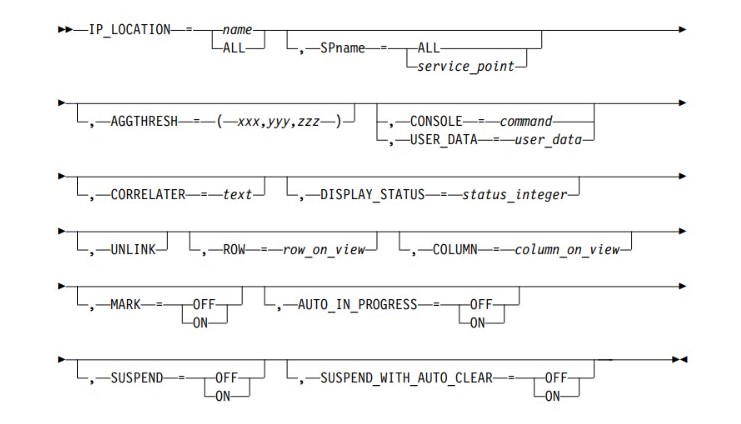 IP_LOCATION = name , SPname = ALL
ALL service_point
, AGGTHRESH = ( xxx,yyy,zzz ) , CONSOLE = command
, USER_DATA = user_data
, CORRELATER = text , DISPLAY_STATUS = status_integer
, UNLINK , ROW = row_on_view , COLUMN = column_on_view
, MARK = OFF , AUTO_IN_PROGRESS = OFF
ON ON
, SUSPEND = OFF , SUSPEND_WITH_AUTO_CLEAR = OFF
ON ON